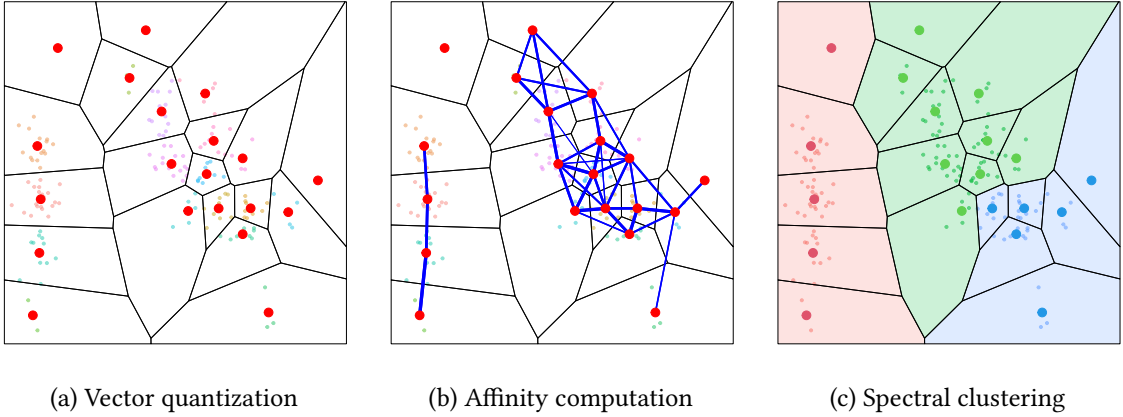 (a) Vector quantization
(b) Affinity computation
(c) Spectral clustering